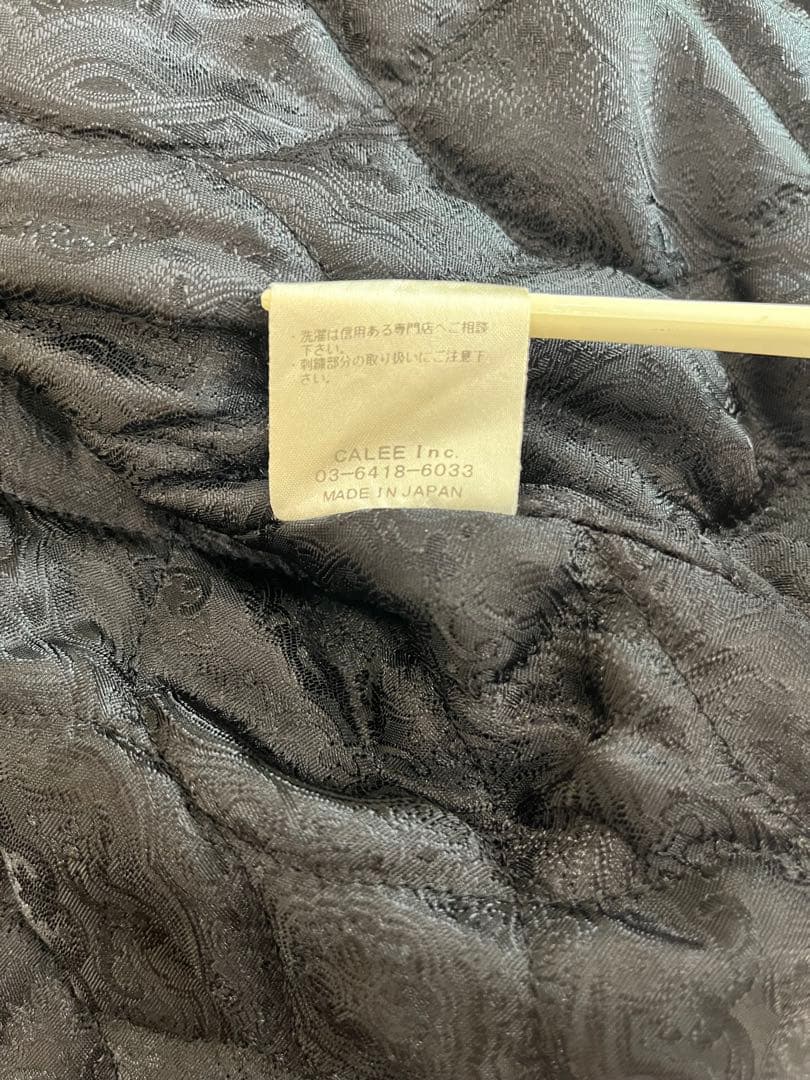 ・洗濯は信用ある専門店へご相談
下さい。
・刺繍部分の取り扱いにご注意下
さい。
CALEE Inc.
03-6418-6033
MADE IN JAPAN